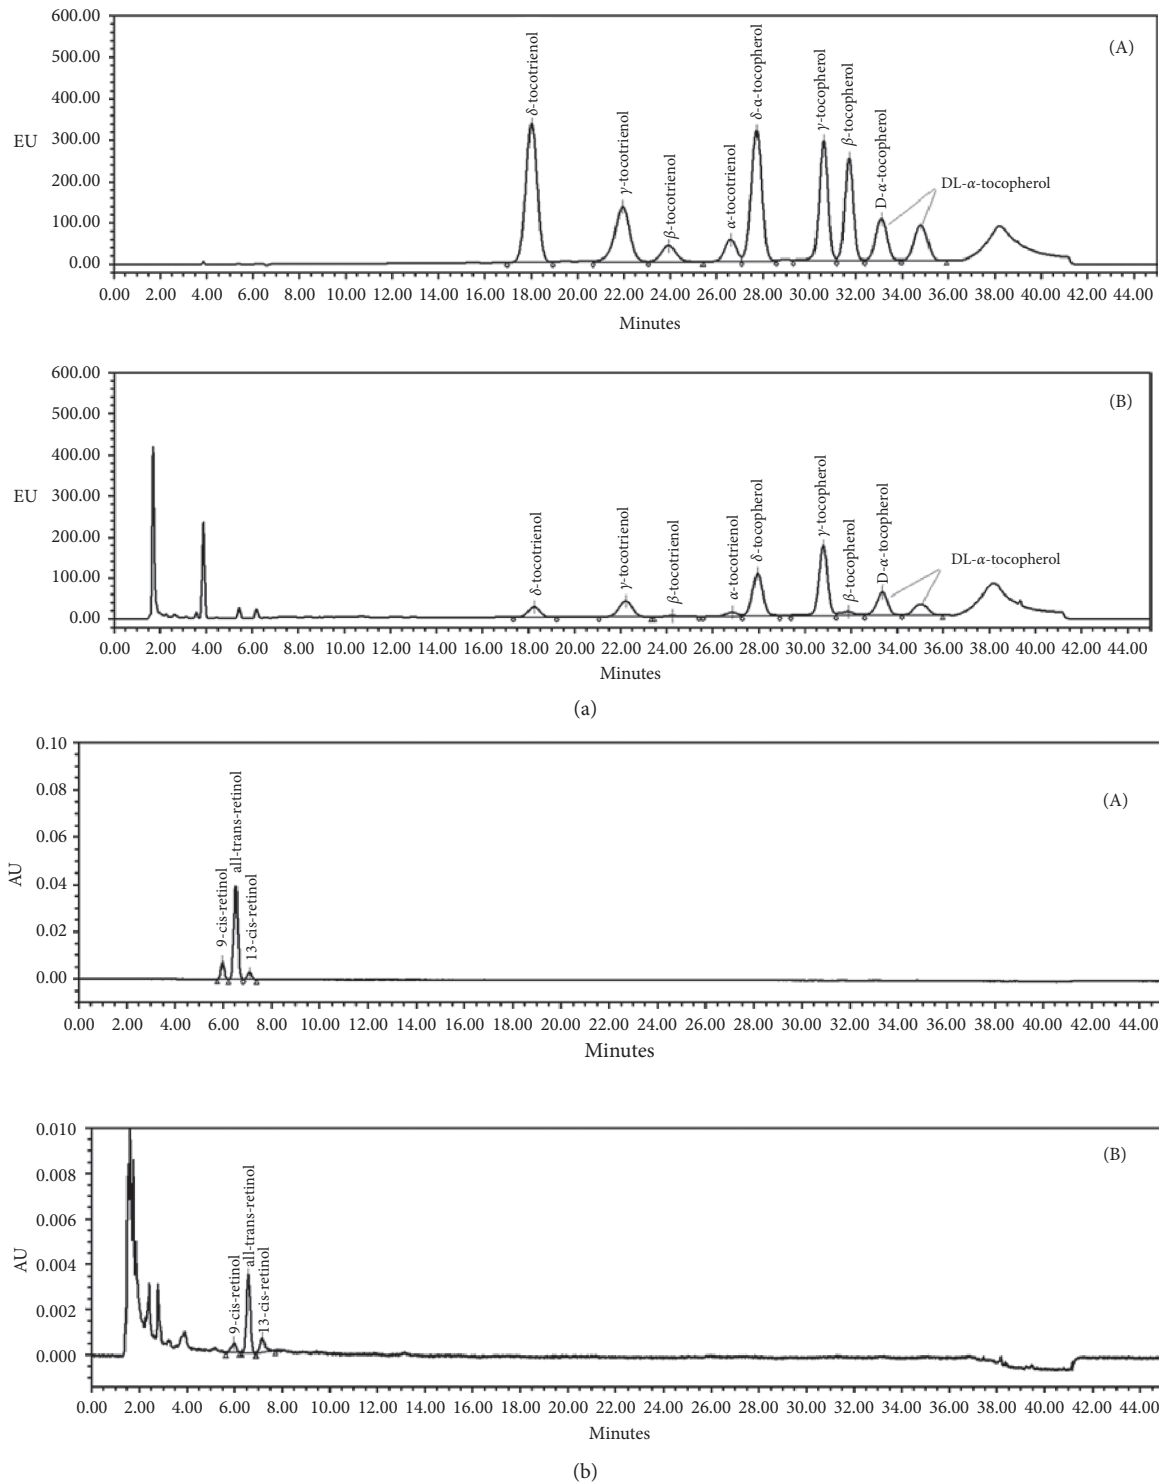 600.00
500.00
400.00
300.00
200.00
100.00
0.00
EU
δ-tocotrienol
γ-tocotrienol
β-tocotrienol
α-tocotrienol
δ-α-tocopherol
γ-tocopherol
β-tocopherol
D-α-tocopherol
DL-α-tocopherol
(A)
0.00 2.00 4.00 6.00 8.00 10.00 12.00 14.00 16.00 18.00 20.00 22.00 24.00 26.00 28.00 30.00 32.00 34.00 36.00 38.00 40.00 42.00 44.00
Minutes
600.00
500.00
400.00
300.00
200.00
100.00
0.00
EU
δ-tocotrienol
γ-tocotrienol
β-tocotrienol
α-tocotrienol
δ-tocopherol
γ-tocopherol
β-tocopherol
D-α-tocopherol
DL-α-tocopherol
(B)
0.00 2.00 4.00 6.00 8.00 10.00 12.00 14.00 16.00 18.00 20.00 22.00 24.00 26.00 28.00 30.00 32.00 34.00 36.00 38.00 40.00 42.00 44.00
Minutes
(a)
0.10
0.08
0.06
0.04
0.02
0.00
AU
9-cis-retinol
all-trans-retinol
13-cis-retinol
(A)
0.00 2.00 4.00 6.00 8.00 10.00 12.00 14.00 16.00 18.00 20.00 22.00 24.00 26.00 28.00 30.00 32.00 34.00 36.00 38.00 40.00 42.00 44.00
Minutes
0.010
0.008
0.006
0.004
0.002
0.000
AU
9-cis-retinol
all-trans-retinol
13-cis-retinol
(B)
0.00 2.00 4.00 6.00 8.00 10.00 12.00 14.00 16.00 18.00 20.00 22.00 24.00 26.00 28.00 30.00 32.00 34.00 36.00 38.00 40.00 42.00 44.00
Minutes
(b)